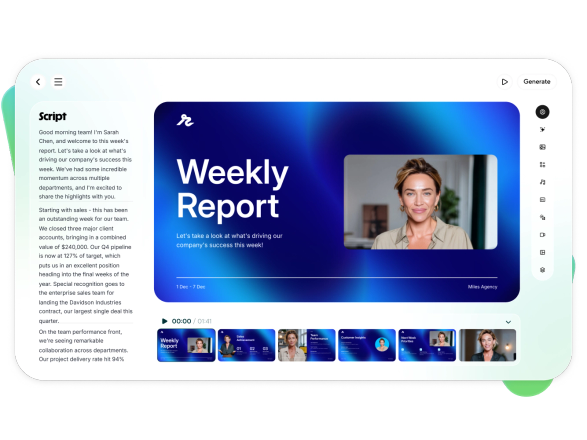 Generate
Script
Good morning team! I'm Sarah
Chen, and welcome to this week's
report. Let's take a look at what's
driving our company's success this
week. We've had some incredible
momentum across multiple
departments, and I'm excited to
share the highlights with you.
Starting with sales - this has been
an outstanding week for our team.
We closed three major client
accounts, bringing in a combined
value of $240,000. Our Q4 pipeline
is now at 127% of target, which
puts us in an excellent position
heading into the final weeks of the
year. Special recognition goes to
the enterprise sales team for
landing the Davidson Industries
contract, our largest single deal this
quarter.
On the team performance front,
we're seeing remarkable
collaboration across departments.
Our project delivery rate hit 94%
Weekly
Report
Let's take a look at what's driving our
company's success this week!
1 Dec - 7 Dec
Miles Agency
00:00 / 01:41
Weekly
Report
Sales
01 02 03
Team
Performance
Customer Insights
Next Week
Priorities